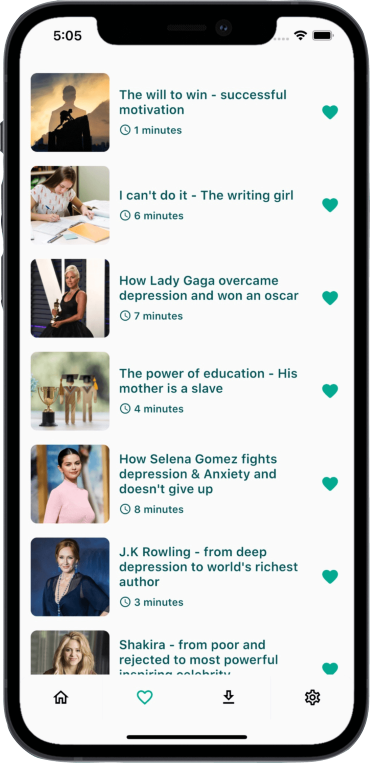 5:05
The will to win - successful
motivation
1 minutes
I can't do it - The writing girl
6 minutes
How Lady Gaga overcame
depression and won an oscar
7 minutes
The power of education - His
mother is a slave
4 minutes
How Selena Gomez fights
depression & Anxiety and
doesn't give up
8 minutes
J.K Rowling - from deep
depression to world's richest
author
3 minutes
Shakira - from poor and
rejected to most powerful
inspiring celebrity